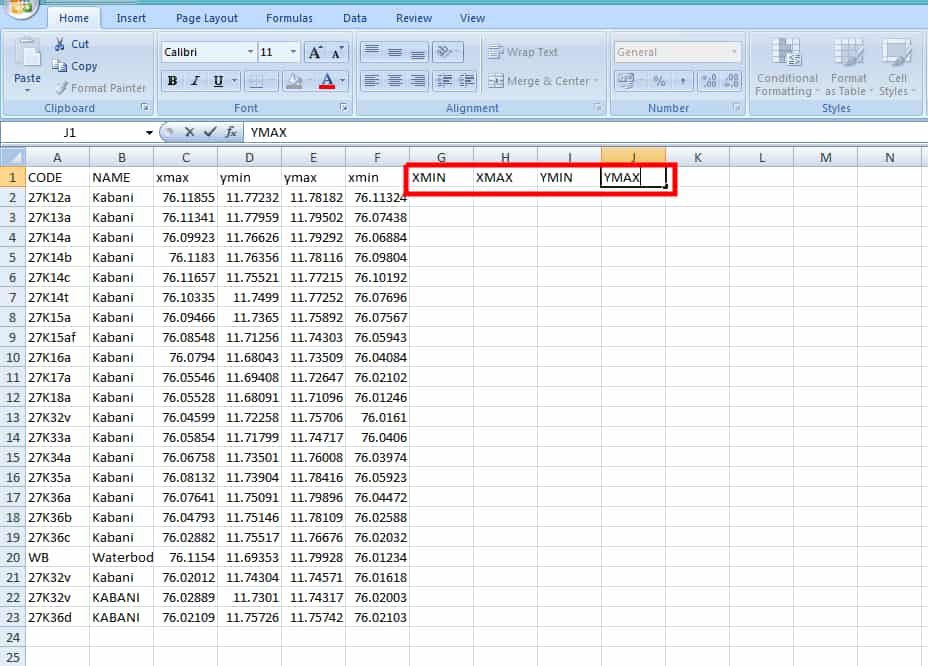 Home Insert Page Layout Formulas Data Review View
Cut
Copy
Format Painter
Paste
Clipboard
Calibri 11
B I U
Font
Wrap Text
Merge & Center
Alignment
General
%
Number
Conditional Formatting
Format as Table
Cell Styles
Styles
J1 fx YMAX
A B C D E F G H I J K L M N
1 CODE NAME xmax ymin ymax xmin XMIN XMAX YMIN YMAX
2 27K12a Kabani 76.11855 11.77232 11.78182 76.11324
3 27K13a Kabani 76.11341 11.77959 11.79502 76.07438
4 27K14a Kabani 76.09923 11.76626 11.79292 76.06884
5 27K14b Kabani 76.1183 11.76356 11.78116 76.09804
6 27K14c Kabani 76.11657 11.75521 11.77215 76.10192
7 27K14t Kabani 76.10335 11.7499 11.77252 76.07696
8 27K15a Kabani 76.09466 11.7365 11.75892 76.07567
9 27K15af Kabani 76.08548 11.71256 11.74303 76.05943
10 27K16a Kabani 76.0794 11.68043 11.73509 76.04084
11 27K17a Kabani 76.05546 11.69408 11.72647 76.02102
12 27K18a Kabani 76.05528 11.68091 11.71096 76.01246
13 27K32v Kabani 76.04599 11.72258 11.75706 76.0161
14 27K33a Kabani 76.05854 11.71799 11.74717 76.0406
15 27K34a Kabani 76.06758 11.73501 11.76008 76.03974
16 27K35a Kabani 76.08132 11.73904 11.78416 76.05923
17 27K36a Kabani 76.07641 11.75091 11.79896 76.04472
18 27K36b Kabani 76.04793 11.75146 11.78109 76.02588
19 27K36c Kabani 76.02882 11.75517 11.76676 76.02032
20 WB Waterbod 76.1154 11.69353 11.79928 76.01234
21 27K32v Kabani 76.02012 11.74304 11.74571 76.01618
22 27K32v KABANI 76.02889 11.7301 11.74317 76.02003
23 27K36d KABANI 76.02109 11.75726 11.75742 76.02103
24
25